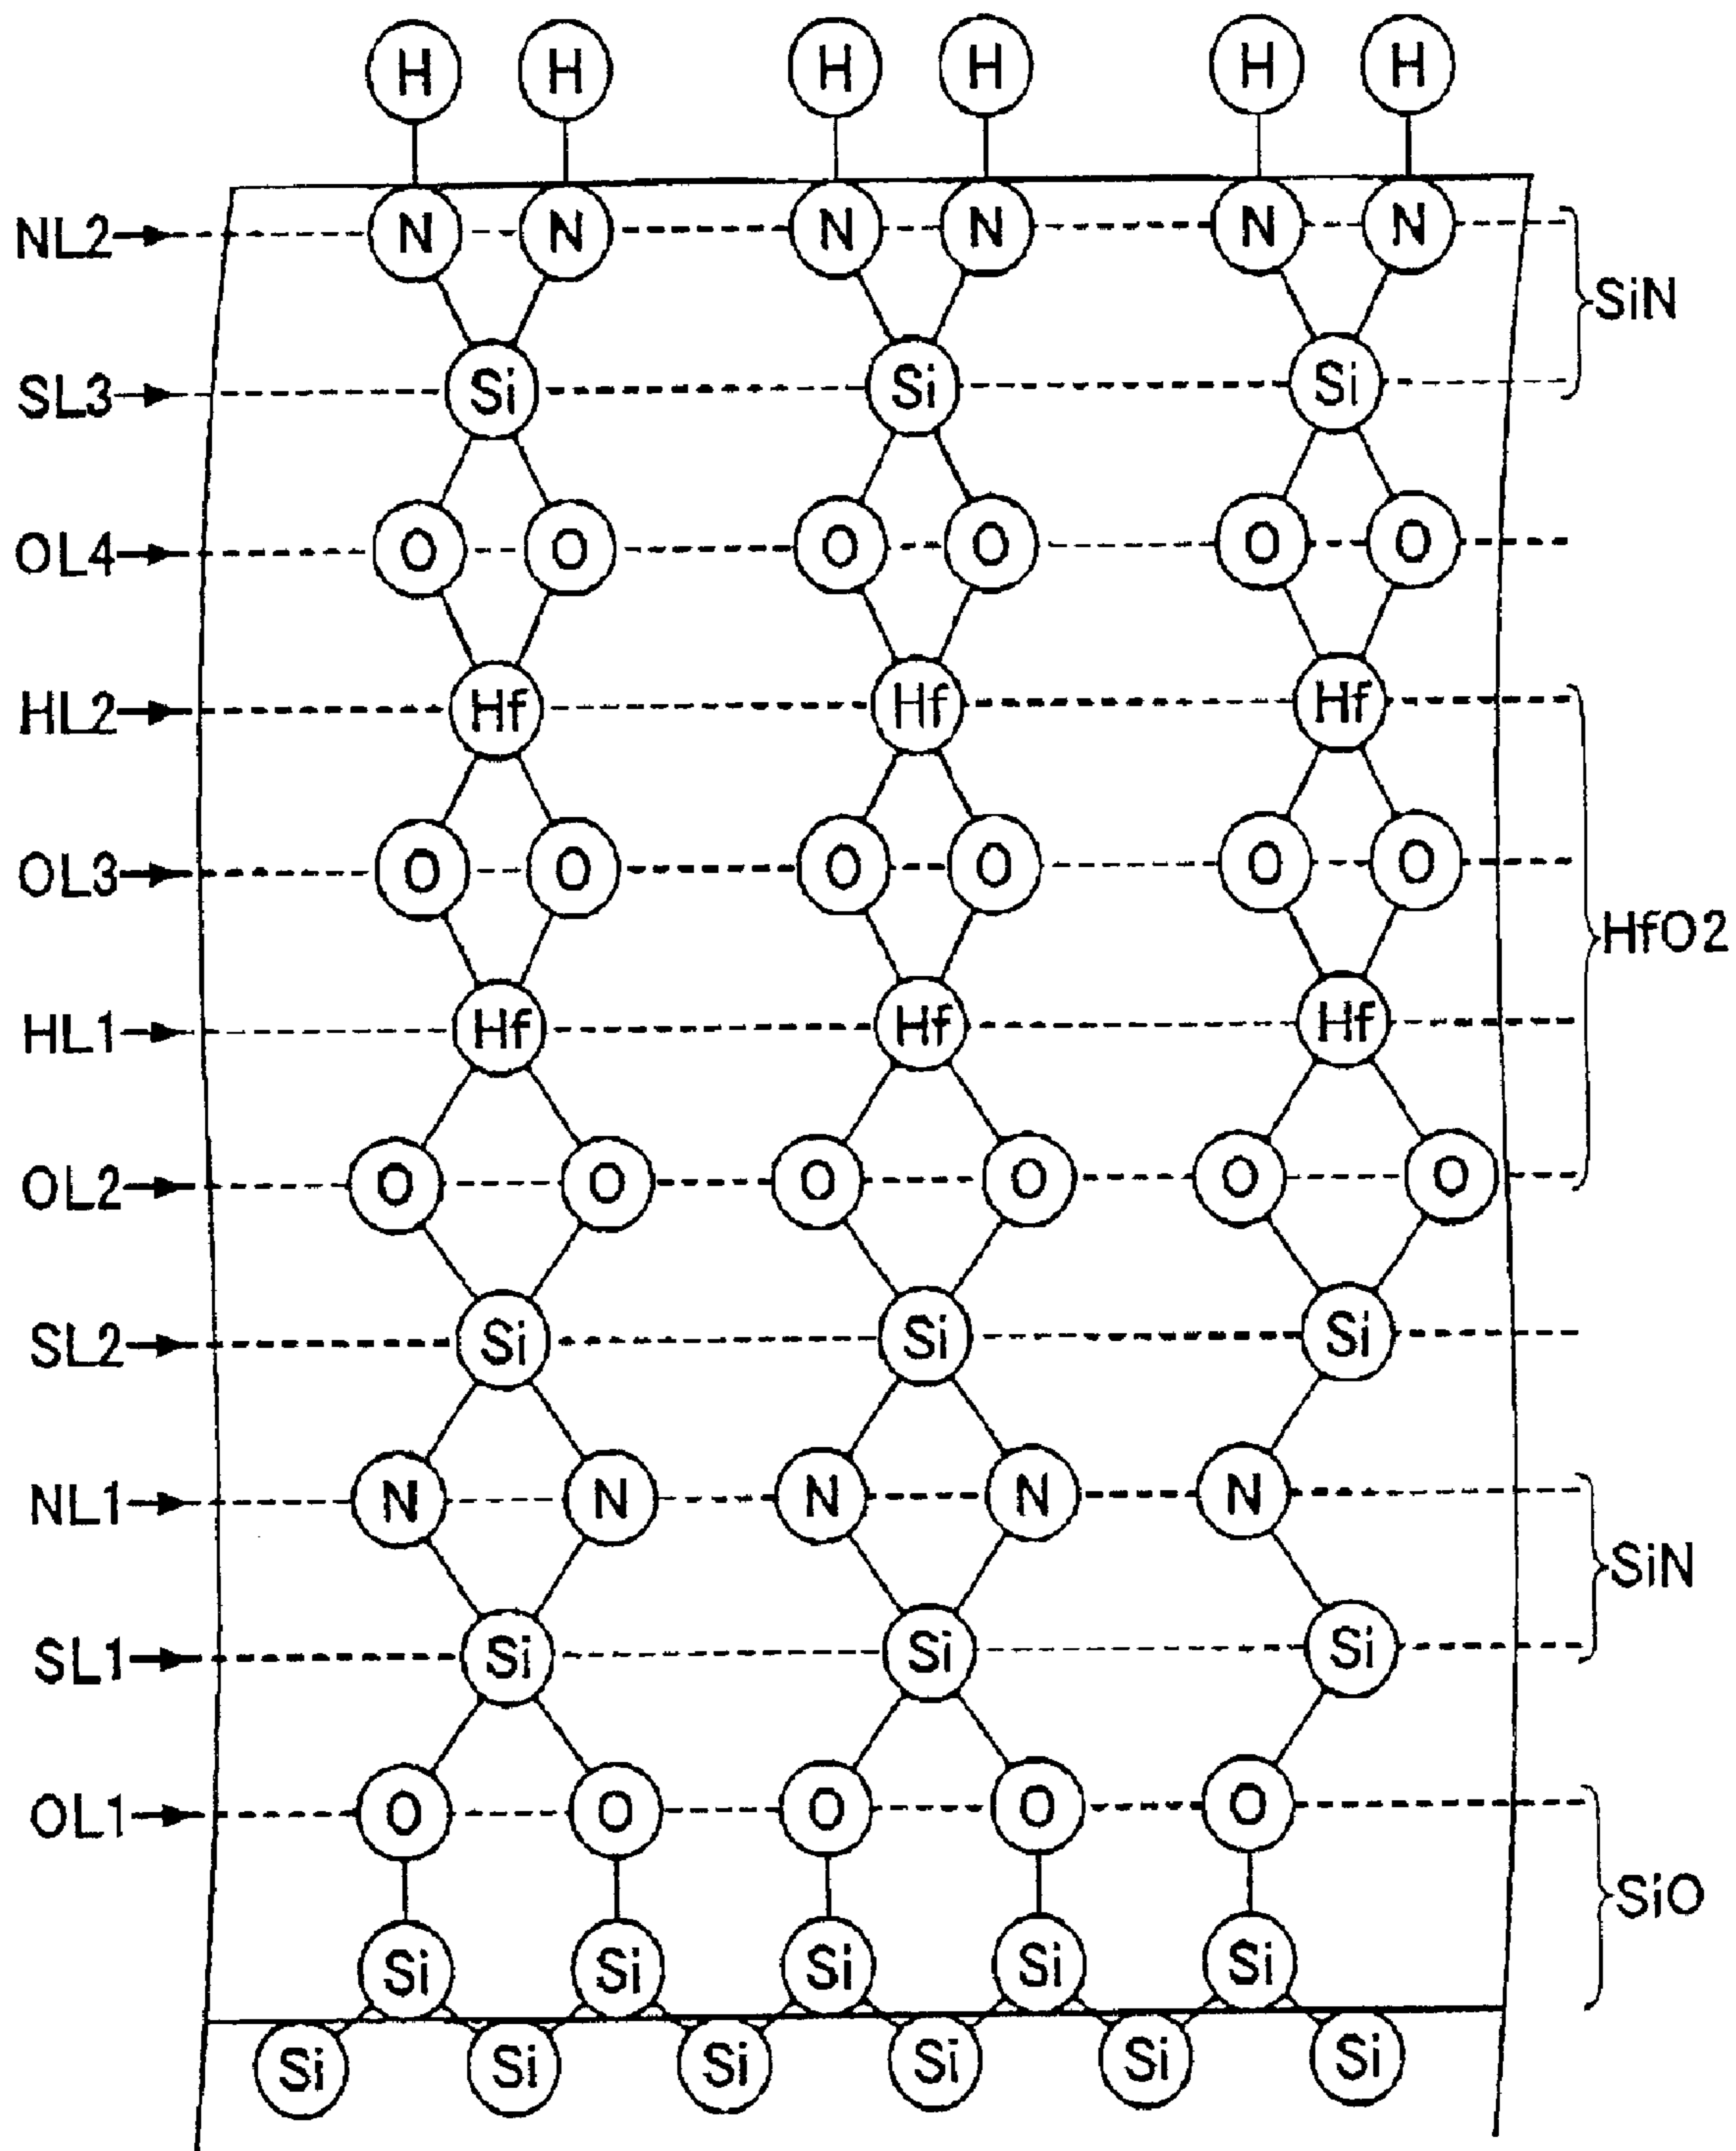 H H H H H H
NL2 N N N N N N
SiN
SL3 Si Si Si
OL4 O O O O O O
HL2 Hf Hf Hf
OL3 O O O O O O
HfO2
HL1 Hf Hf Hf
OL2 O O O O O O
SL2 Si Si Si
NL1 N N N N N
SiN
SL1 Si Si Si
OL1 O O O O O
SiO
Si Si Si Si Si
Si Si Si Si Si Si